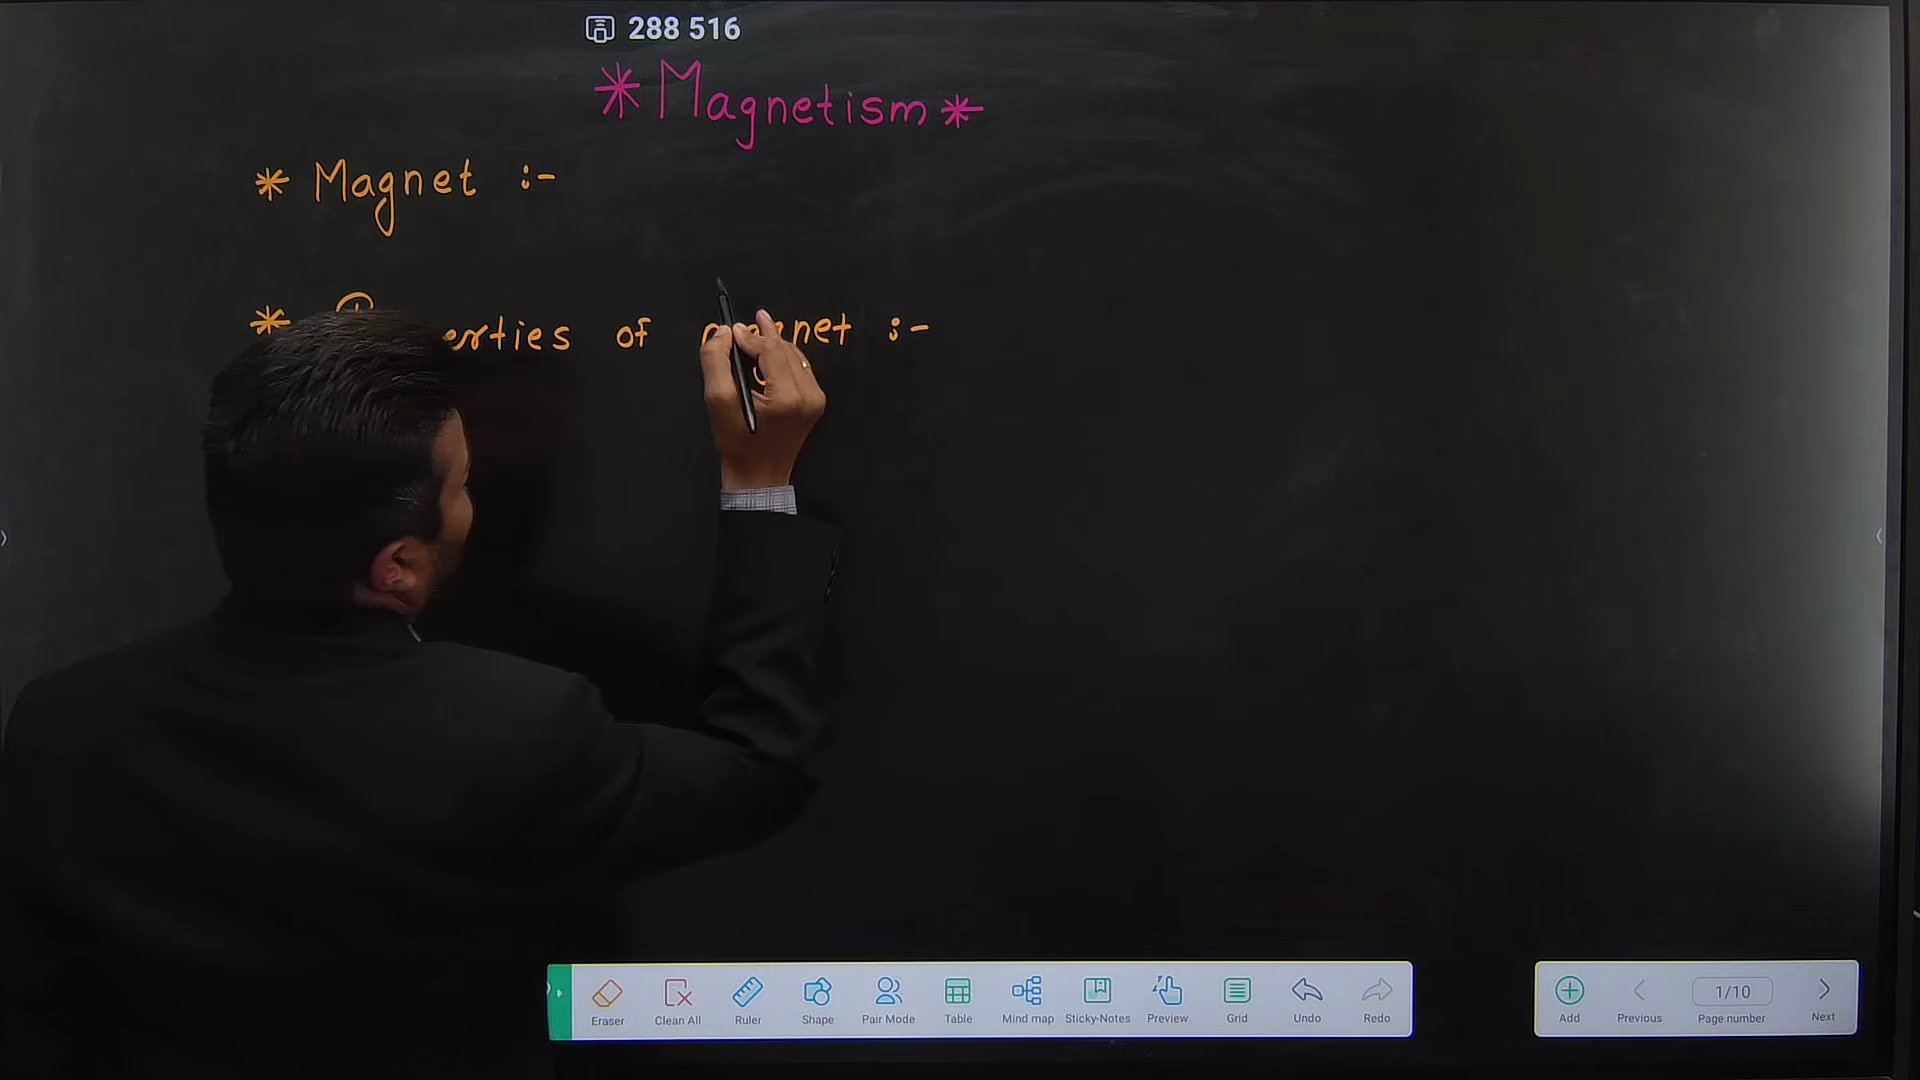 288 516
*Magnetism*
* Magnet :-
* of magnet :-
Eraser Clean All Ruler Shape Pair Mode Table Mind map Sticky-Notes Preview Grid Undo Redo
1/10
Add Previous Page number Next